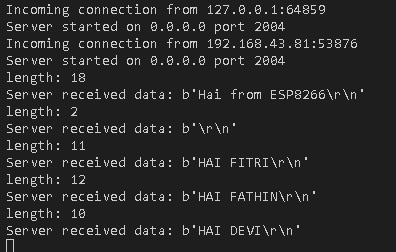 Incoming connection from 127.0.0.1:64859
Server started on 0.0.0.0 port 2004
Incoming connection from 192.168.43.81:53876
Server started on 0.0.0.0 port 2004
length: 18
Server received data: b'Hai from ESP8266\r\n'
length: 2
Server received data: b'\r\n'
length: 11
Server received data: b'HAI FITRI\r\n'
length: 12
Server received data: b'HAI FATHIN\r\n'
length: 10
Server received data: b'HAI DEVI\r\n'